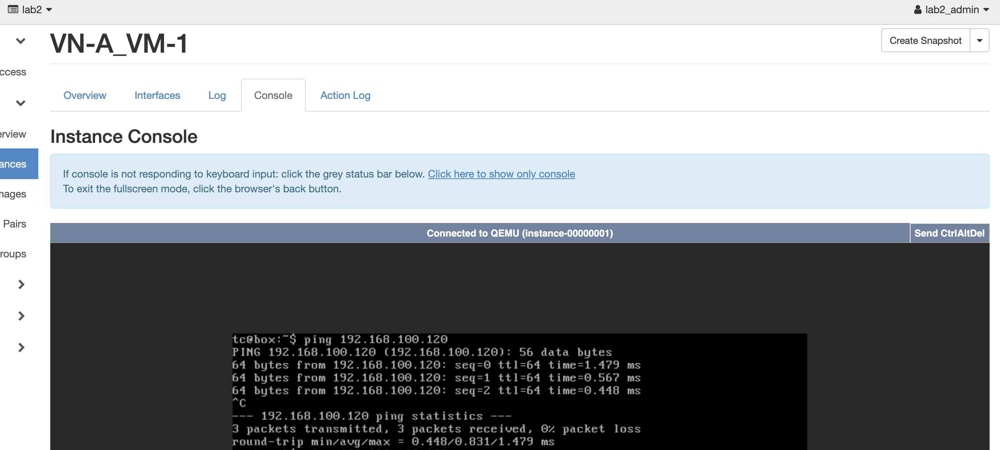 lab2
lab2_admin
VN-A_VM-1
Create Snapshot
ccess
Overview
Interfaces
Log
Console
Action Log
erview
Instance Console
ances
If console is not responding to keyboard input: click the grey status bar below. Click here to show only console
To exit the fullscreen mode, click the browser's back button.
mages
Pairs
Connected to QEMU (instance-00000001)
Send CtrlAltDel
roups
tc@box:~$ ping 192.168.100.120
PING 192.168.100.120 (192.168.100.120): 56 data bytes
64 bytes from 192.168.100.120: seq=0 ttl=64 time=1.479 ms
64 bytes from 192.168.100.120: seq=1 ttl=64 time=0.567 ms
64 bytes from 192.168.100.120: seq=2 ttl=64 time=0.448 ms
^C
--- 192.168.100.120 ping statistics ---
3 packets transmitted, 3 packets received, 0% packet loss
round-trip min/avg/max = 0.448/0.831/1.479 ms